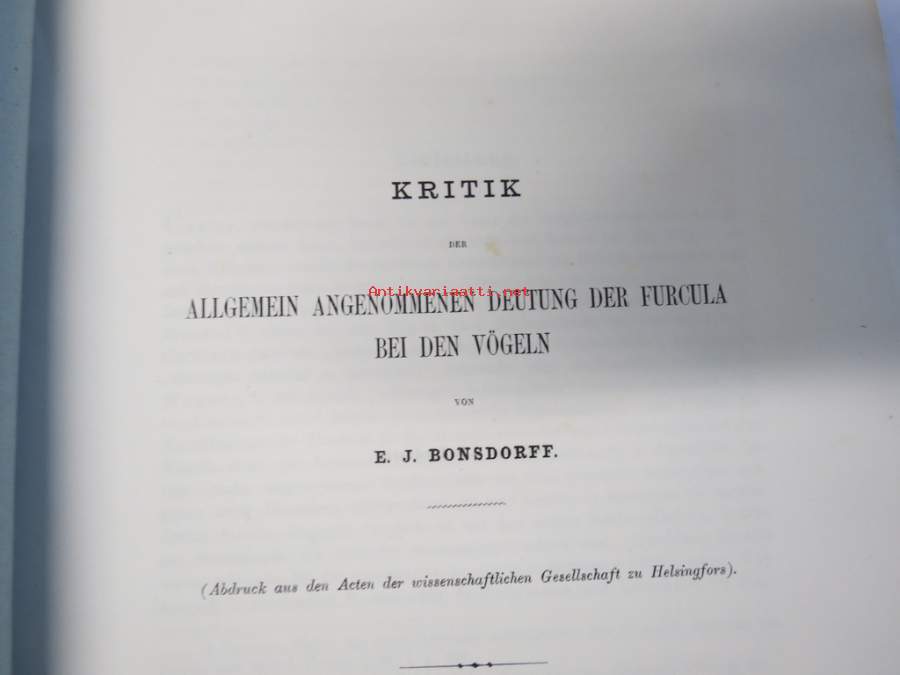 KRITIK
DER
Antikvariaatti.net
ALLGEMEIN ANGENOMMENEN DEUTUNG DER FURCULA
BEI DEN VÖGELN
VON
E. J. BONSDORFF.
(Abdruck aus den Acten der wissenschaftlichen Gesellschaft zu Helsingfors).